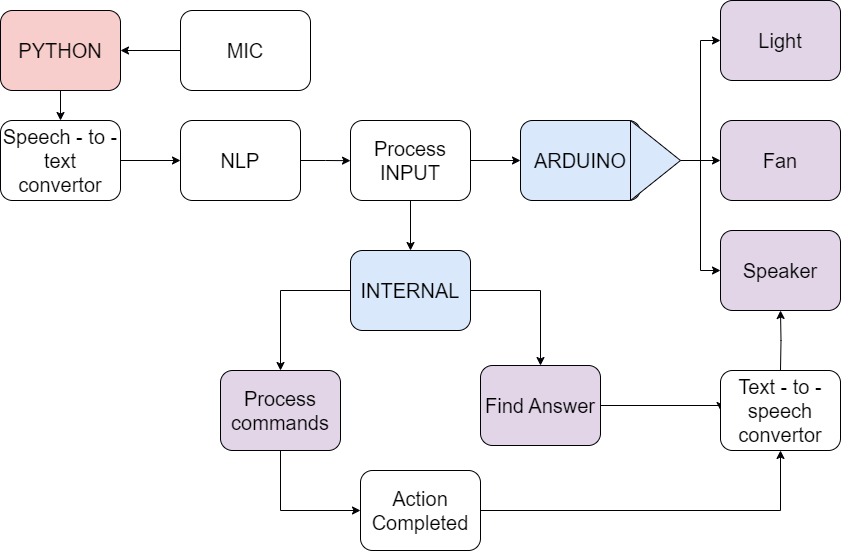 PYTHON
MIC
Light
Speech - to -
text
convertor
NLP
Process
INPUT
ARDUINO
Fan
Speaker
INTERNAL
Process
commands
Find Answer
Text - to -
speech
convertor
Action
Completed